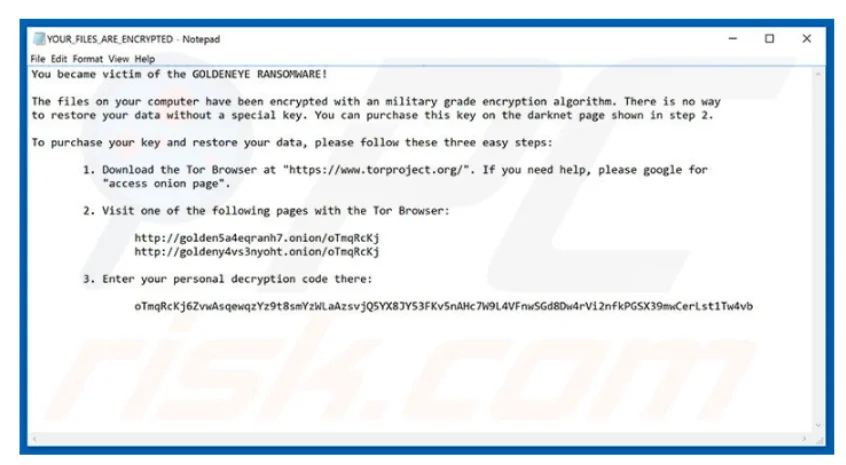 YOUR_FILES_ARE_ENCRYPTED - Notepad
File Edit Format View Help
You became victim of the GOLDENEYE RANSOMWARE!
The files on your computer have been encrypted with an military grade encryption algorithm. There is no way
to restore your data without a special key. You can purchase this key on the darknet page shown in step 2.
To purchase your key and restore your data, please follow these three easy steps:
1. Download the Tor Browser at "https://www.torproject.org/". If you need help, please google for
"access onion page".
2. Visit one of the following pages with the Tor Browser:
http://golden5a4eqranh7.onion/oTmqRcKj
http://goldeny4vs3nyoht.onion/oTmqRcKj
3. Enter your personal decryption code there:
oTmqRcKj6ZvwAsqewqzYz9t8smYzWLaAzsvjQ5YX8JY53FKv5nAHc7W9L4VFnwSGd8Dw4rVi2nfkPGSX39mwCerLst1Tw4vb
PC
risk.com